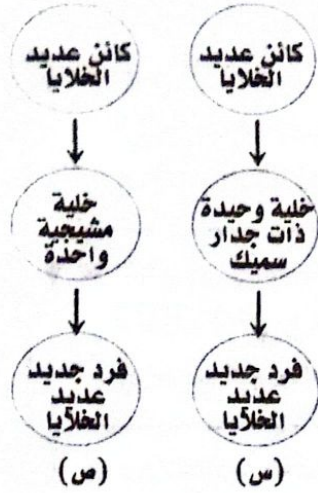 كائن عديد
الخلايا
خلية وحيدة
ذات جدار
سميك
فرد جديد
عديد
الخلايا
(س)
كائن عديد
الخلايا
خلية
مشيجية
واحدة
فرد جديد
عديد
الخلايا
(ص)